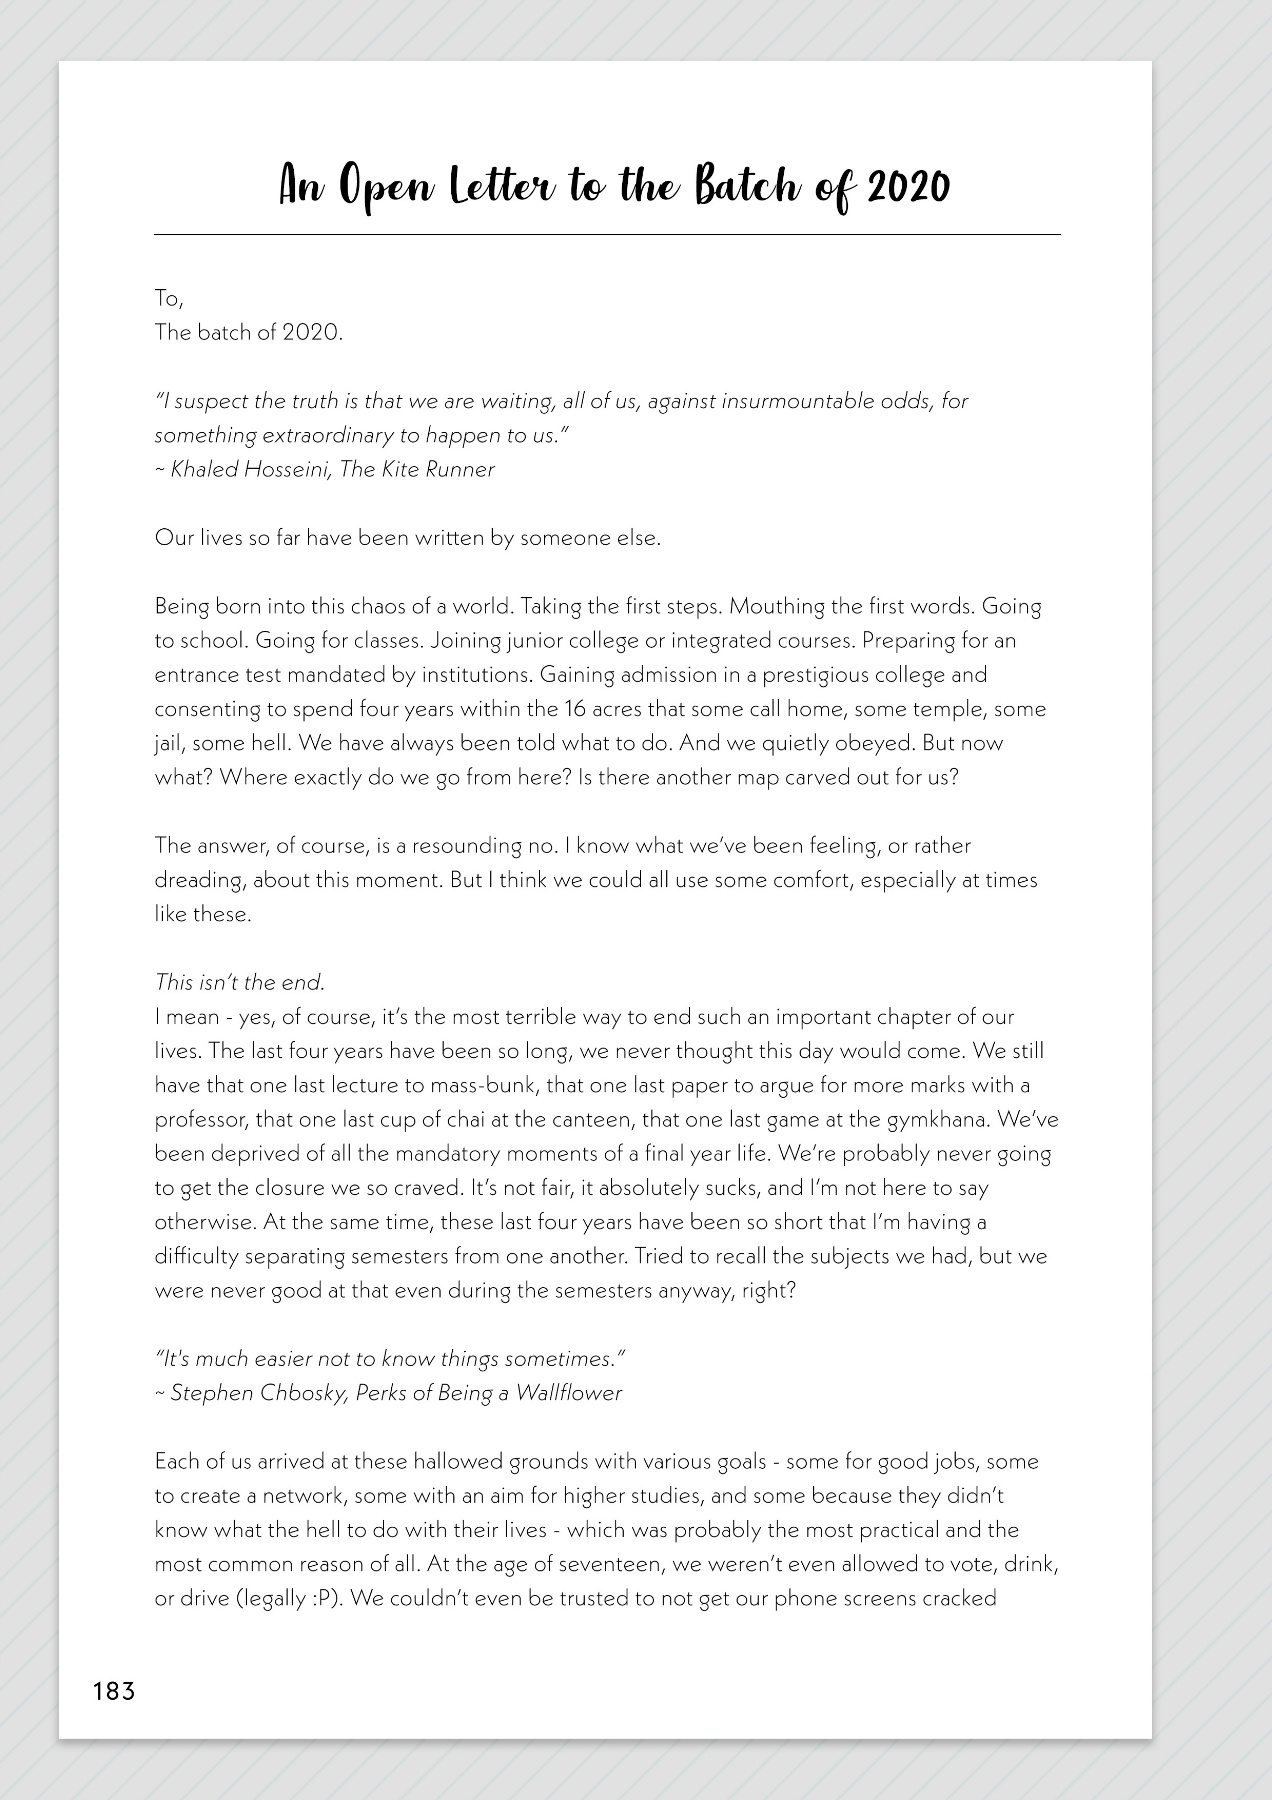 An Open Letter to the Batch of 2020
To,
The batch of 2020.
“I suspect the truth is that we are waiting, all of us, against insurmountable odds, for
something extraordinary to happen to us.”
~ Khaled Hosseini, The Kite Runner
Our lives so far have been written by someone else.
Being born into this chaos of a world. Taking the first steps. Mouthing the first words. Going
to school. Going for classes. Joining junior college or integrated courses. Preparing for an
entrance test mandated by institutions. Gaining admission in a prestigious college and
consenting to spend four years within the 16 acres that some call home, some temple, some
jail, some hell. We have always been told what to do. And we quietly obeyed. But now
what? Where exactly do we go from here? Is there another map carved out for us?
The answer, of course, is a resounding no. I know what we’ve been feeling, or rather
dreading, about this moment. But I think we could all use some comfort, especially at times
like these.
This isn’t the end.
I mean - yes, of course, it’s the most terrible way to end such an important chapter of our
lives. The last four years have been so long, we never thought this day would come. We still
have that one last lecture to mass-bunk, that one last paper to argue for more marks with a
professor, that one last cup of chai at the canteen, that one last game at the gymkhana. We’ve
been deprived of all the mandatory moments of a final year life. We’re probably never going
to get the closure we so craved. It’s not fair, it absolutely sucks, and I’m not here to say
otherwise. At the same time, these last four years have been so short that I’m having a
difficulty separating semesters from one another. Tried to recall the subjects we had, but we
were never good at that even during the semesters anyway, right?
“It's much easier not to know things sometimes.”
~ Stephen Chbosky, Perks of Being a Wallflower
Each of us arrived at these hallowed grounds with various goals - some for good jobs, some
to create a network, some with an aim for higher studies, and some because they didn’t
know what the hell to do with their lives - which was probably the most practical and the
most common reason of all. At the age of seventeen, we weren’t even allowed to vote, drink,
or drive (legally :P). We couldn’t even be trusted to not get our phone screens cracked
183